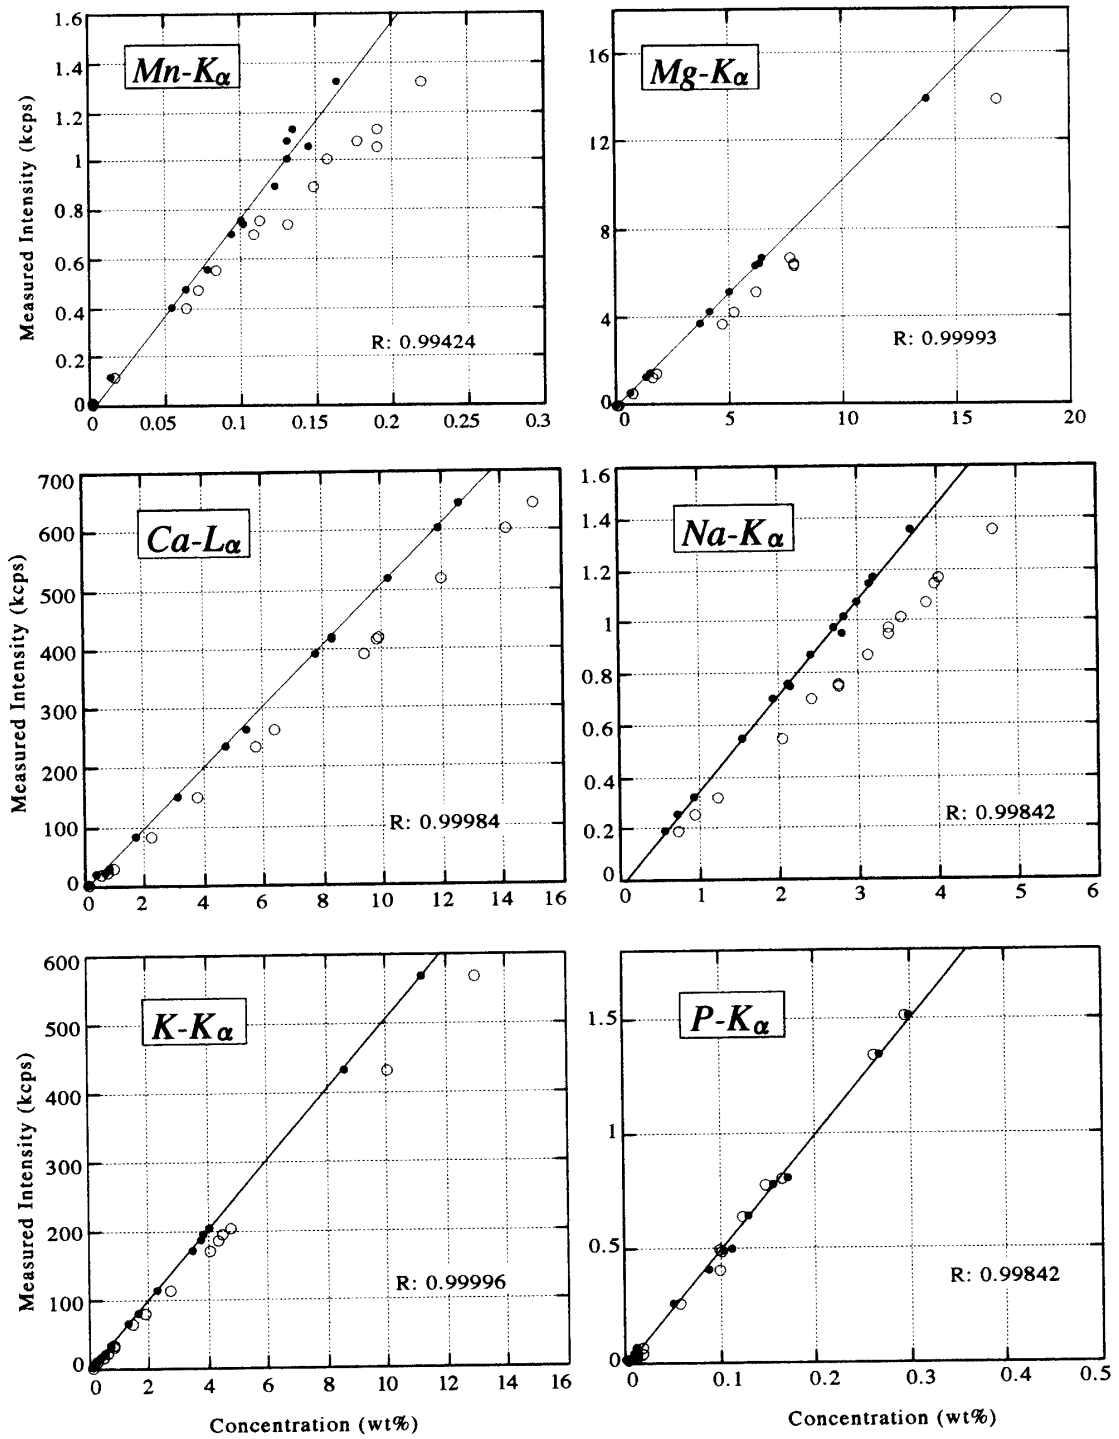 Mn-Kα
Measured Intensity (kcps)
1.6
1.4
1.2
1
0.8
0.6
0.4
0.2
0
R: 0.99424
0 0.05 0.1 0.15 0.2 0.25 0.3
Mg-Kα
16
12
8
4
0
R: 0.99993
0 5 10 15 20
Ca-Lα
Measured Intensity (kcps)
700
600
500
400
300
200
100
0
R: 0.99984
0 2 4 6 8 10 12 14 16
Na-Kα
1.6
1.4
1.2
1
0.8
0.6
0.4
0.2
0
R: 0.99842
0 1 2 3 4 5 6
K-Kα
Measured Intensity (kcps)
600
500
400
300
200
100
0
R: 0.99996
0 2 4 6 8 10 12 14 16
Concentration (wt%)
P-Kα
1.5
1
0.5
0
R: 0.99842
0 0.1 0.2 0.3 0.4 0.5
Concentration (wt%)